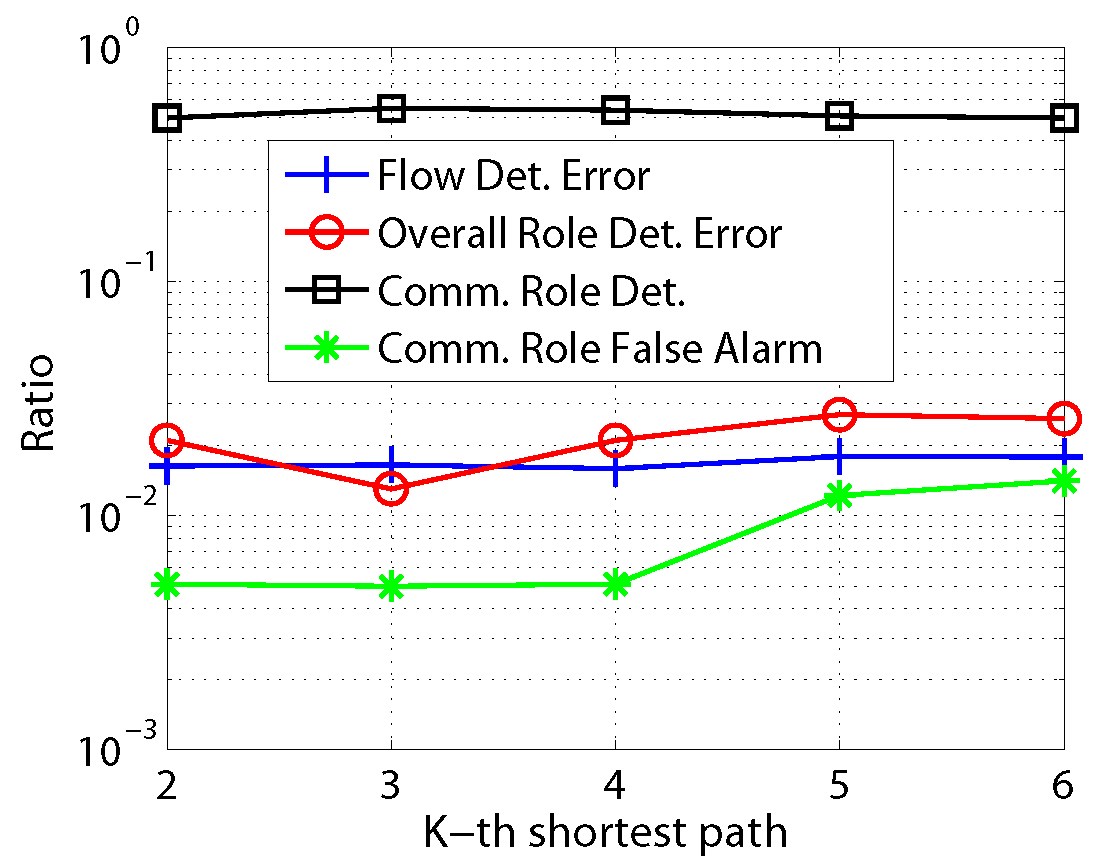 10^0
10^−1
10^−2
10^−3
Ratio
Flow Det. Error
Overall Role Det. Error
Comm. Role Det.
Comm. Role False Alarm
2 3 4 5 6
K−th shortest path